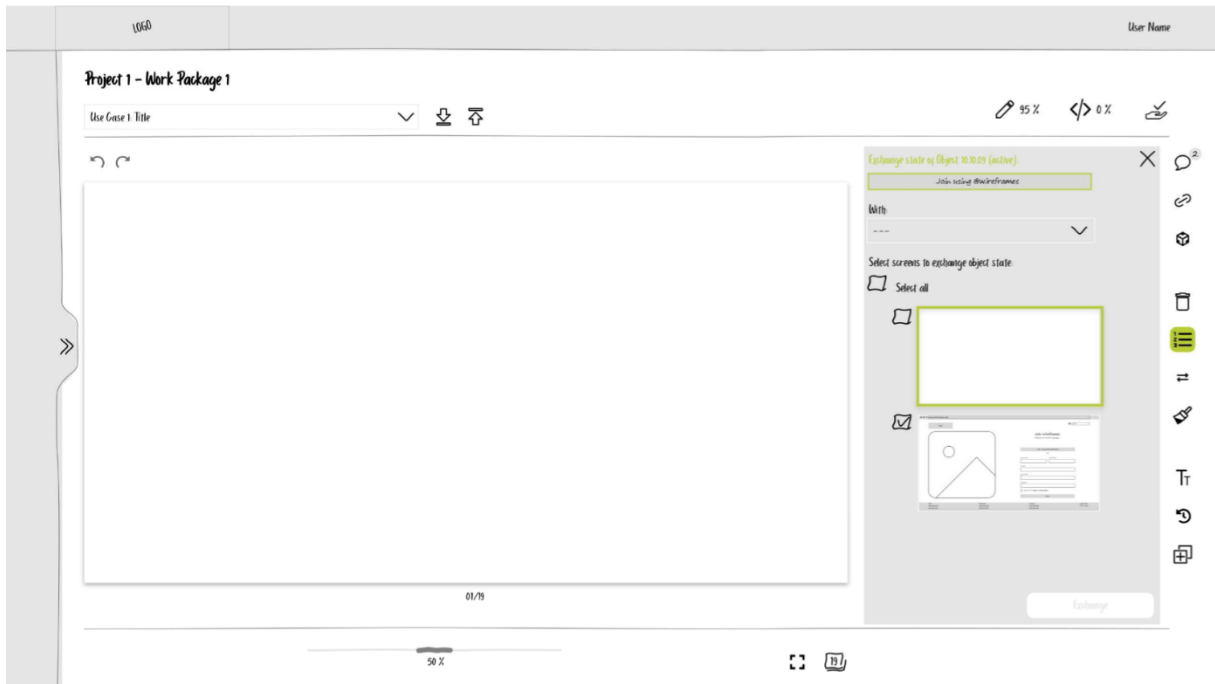 LOGO
User Name
Project 1 - Work Package 1
Use Case 1 Title
95 %
</> 0 %
Exchange state of Object 10.10.09 (active):
Join using @wireframes
With:
---
Select screens to exchange object state:
Select all
2
Exchange
01/19
50 %
19